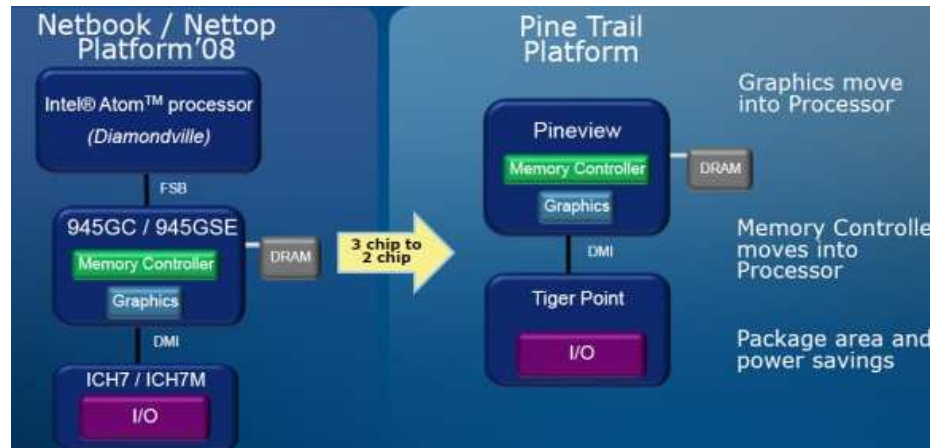 Netbook / Nettop
Platform'08
Intel® Atom™ processor
(Diamondville)
FSB
945GC / 945GSE
Memory Controller
Graphics
DRAM
DMI
ICH7 / ICH7M
I/O
3 chip to
2 chip
Pine Trail
Platform
Pineview
Memory Controller
Graphics
DRAM
DMI
Tiger Point
I/O
Graphics move
into Processor
Memory Controlle
moves into
Processor
Package area and
power savings